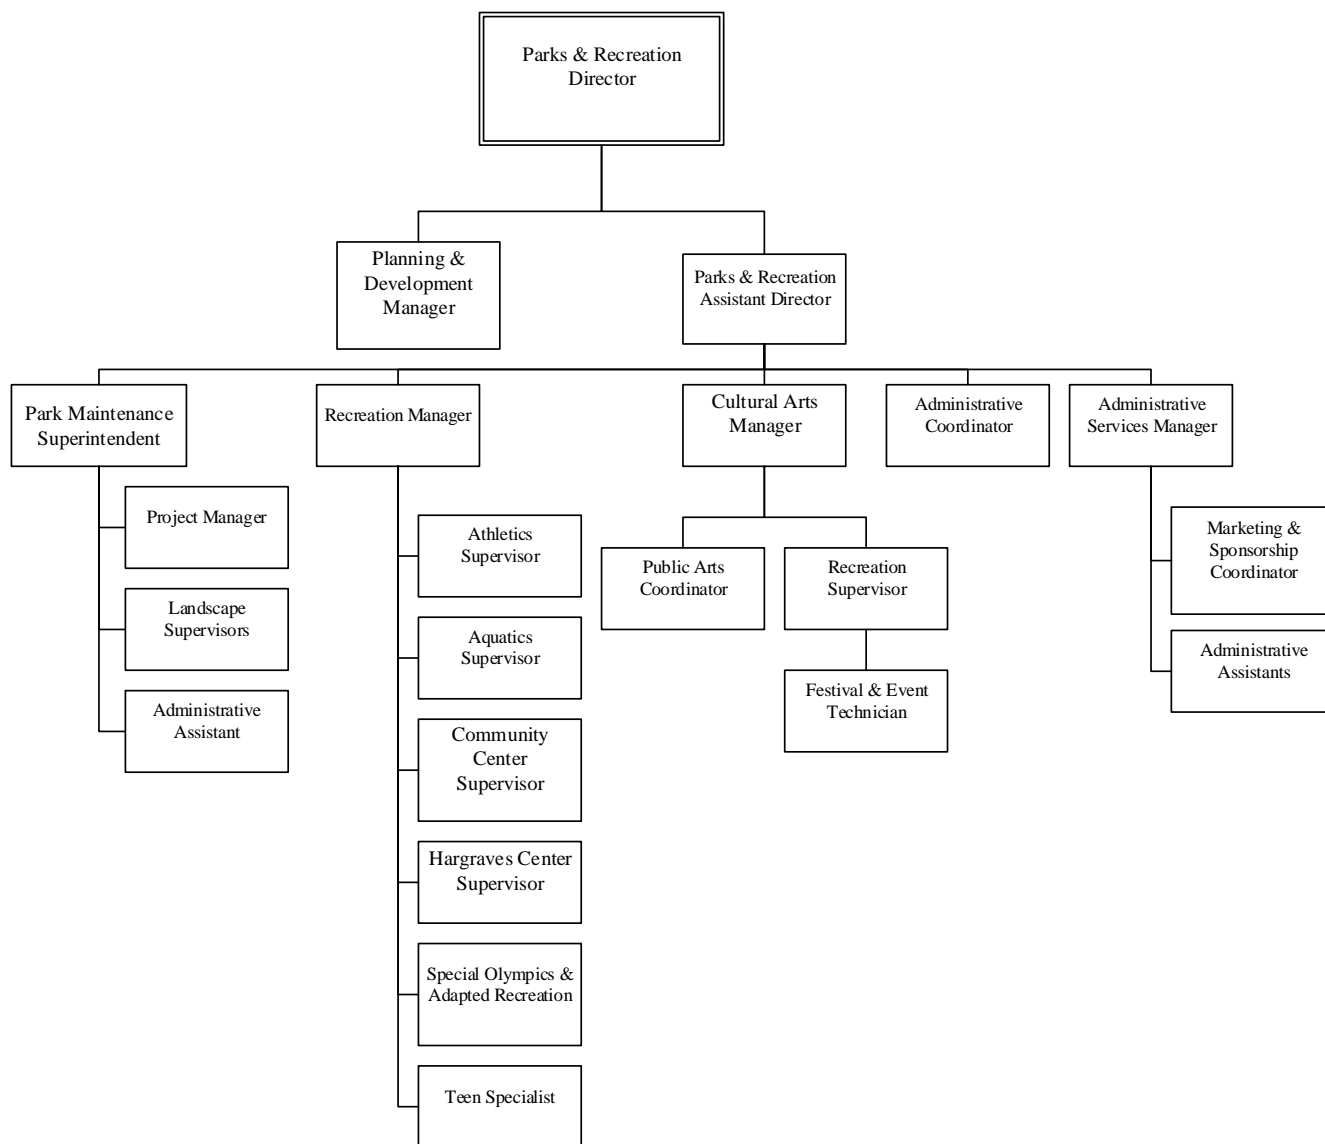 Parks & Recreation
Director
Planning &
Development
Manager
Parks & Recreation
Assistant Director
Park Maintenance
Superintendent
Recreation Manager
Cultural Arts
Manager
Administrative
Coordinator
Administrative
Services Manager
Project Manager
Landscape
Supervisors
Administrative
Assistant
Athletics
Supervisor
Aquatics
Supervisor
Community
Center
Supervisor
Hargraves Center
Supervisor
Special Olympics &
Adapted Recreation
Teen Specialist
Public Arts
Coordinator
Recreation
Supervisor
Festival & Event
Technician
Marketing &
Sponsorship
Coordinator
Administrative
Assistants